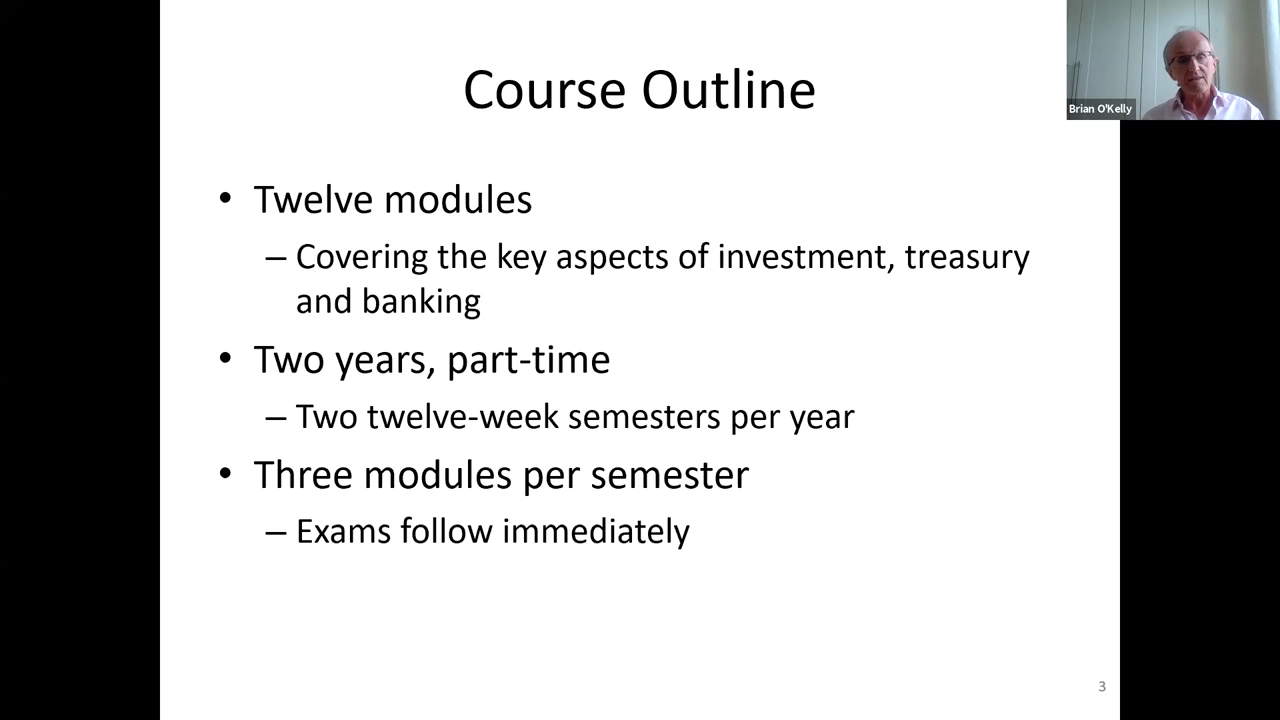 Course Outline
Brian O'Kelly
• Twelve modules
– Covering the key aspects of investment, treasury
and banking
• Two years, part-time
– Two twelve-week semesters per year
• Three modules per semester
– Exams follow immediately
3